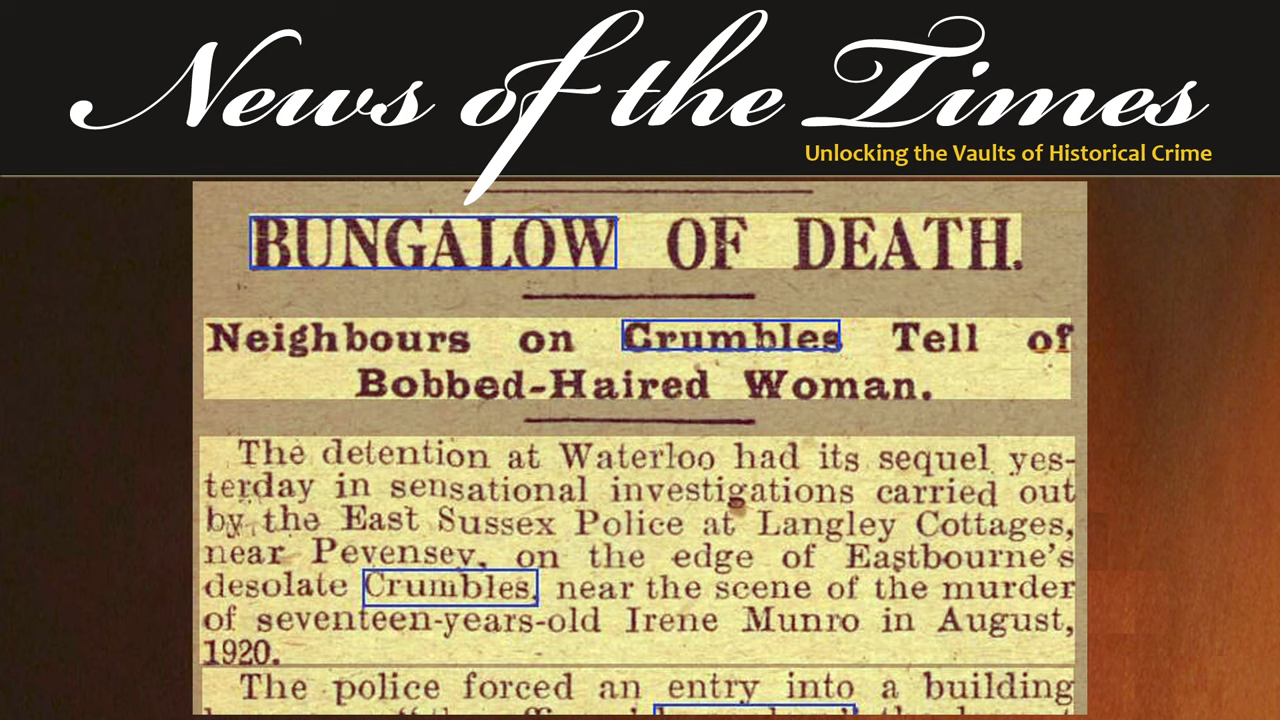 News of the Times
Unlocking the Vaults of Historical Crime
BUNGALOW OF DEATH.
Neighbours on Crumbles Tell of
Bobbed-Haired Woman.
The detention at Waterloo had its sequel yes-
terday in sensational investigations carried out
by the East Sussex Police at Langley Cottages,
near Pevensey, on the edge of Eastbourne's
desolate Crumbles, near the scene of the murder
of seventeen-years-old Irene Munro in August,
1920.
The police forced an entry into a building